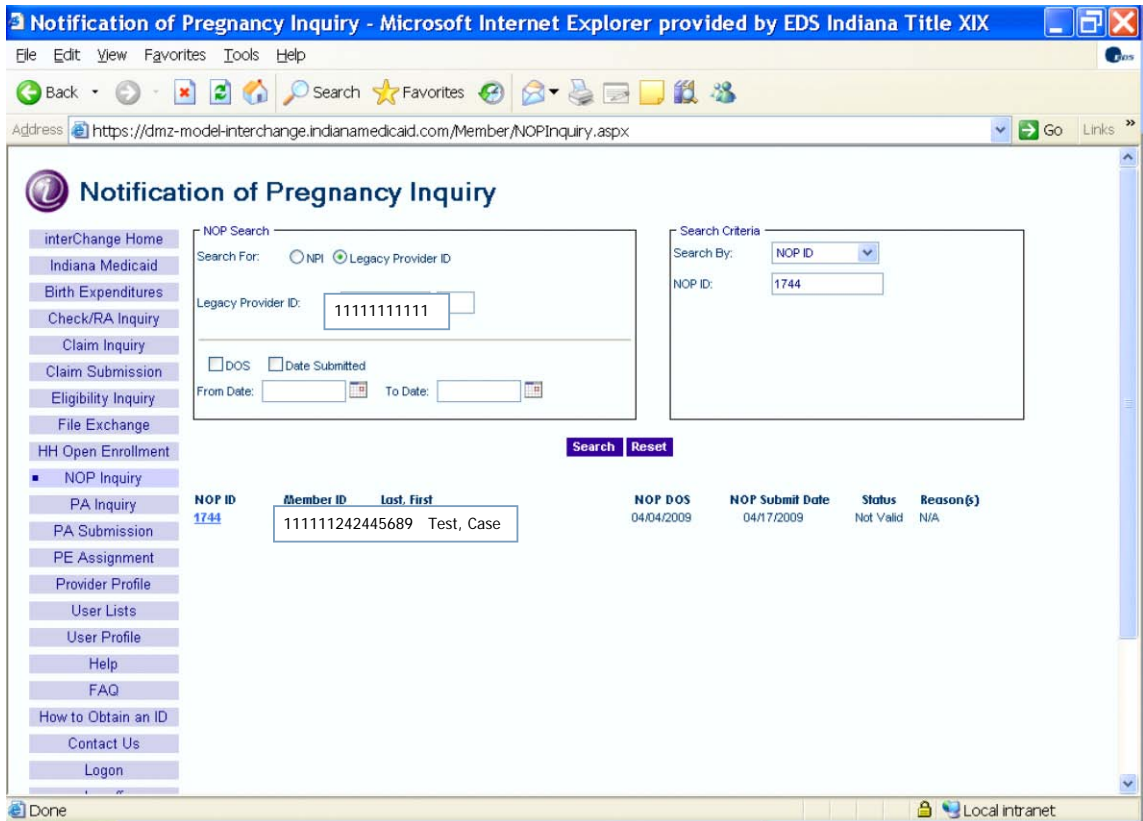 Notification of Pregnancy Inquiry - Microsoft Internet Explorer provided by EDS Indiana Title XIX
File Edit View Favorites Tools Help
Back Search Favorites
Address https://dmz-model-interchange.indianamedicaid.com/Member/NOPInquiry.aspx Go Links »
Notification of Pregnancy Inquiry
interChange Home
Indiana Medicaid
Birth Expenditures
Check/RA Inquiry
Claim Inquiry
Claim Submission
Eligibility Inquiry
File Exchange
HH Open Enrollment
NOP Inquiry
PA Inquiry
PA Submission
PE Assignment
Provider Profile
User Lists
User Profile
Help
FAQ
How to Obtain an ID
Contact Us
Logon
NOP Search
Search For: NPI Legacy Provider ID
Legacy Provider ID: 11111111111
DOS Date Submitted
From Date: To Date:
Search Criteria
Search By: NOP ID
NOP ID: 1744
Search Reset
NOP ID Member ID Last, First NOP DOS NOP Submit Date Status Reason(s)
1744 111111242445689 Test, Case 04/04/2009 04/17/2009 Not Valid N/A
Done Local intranet